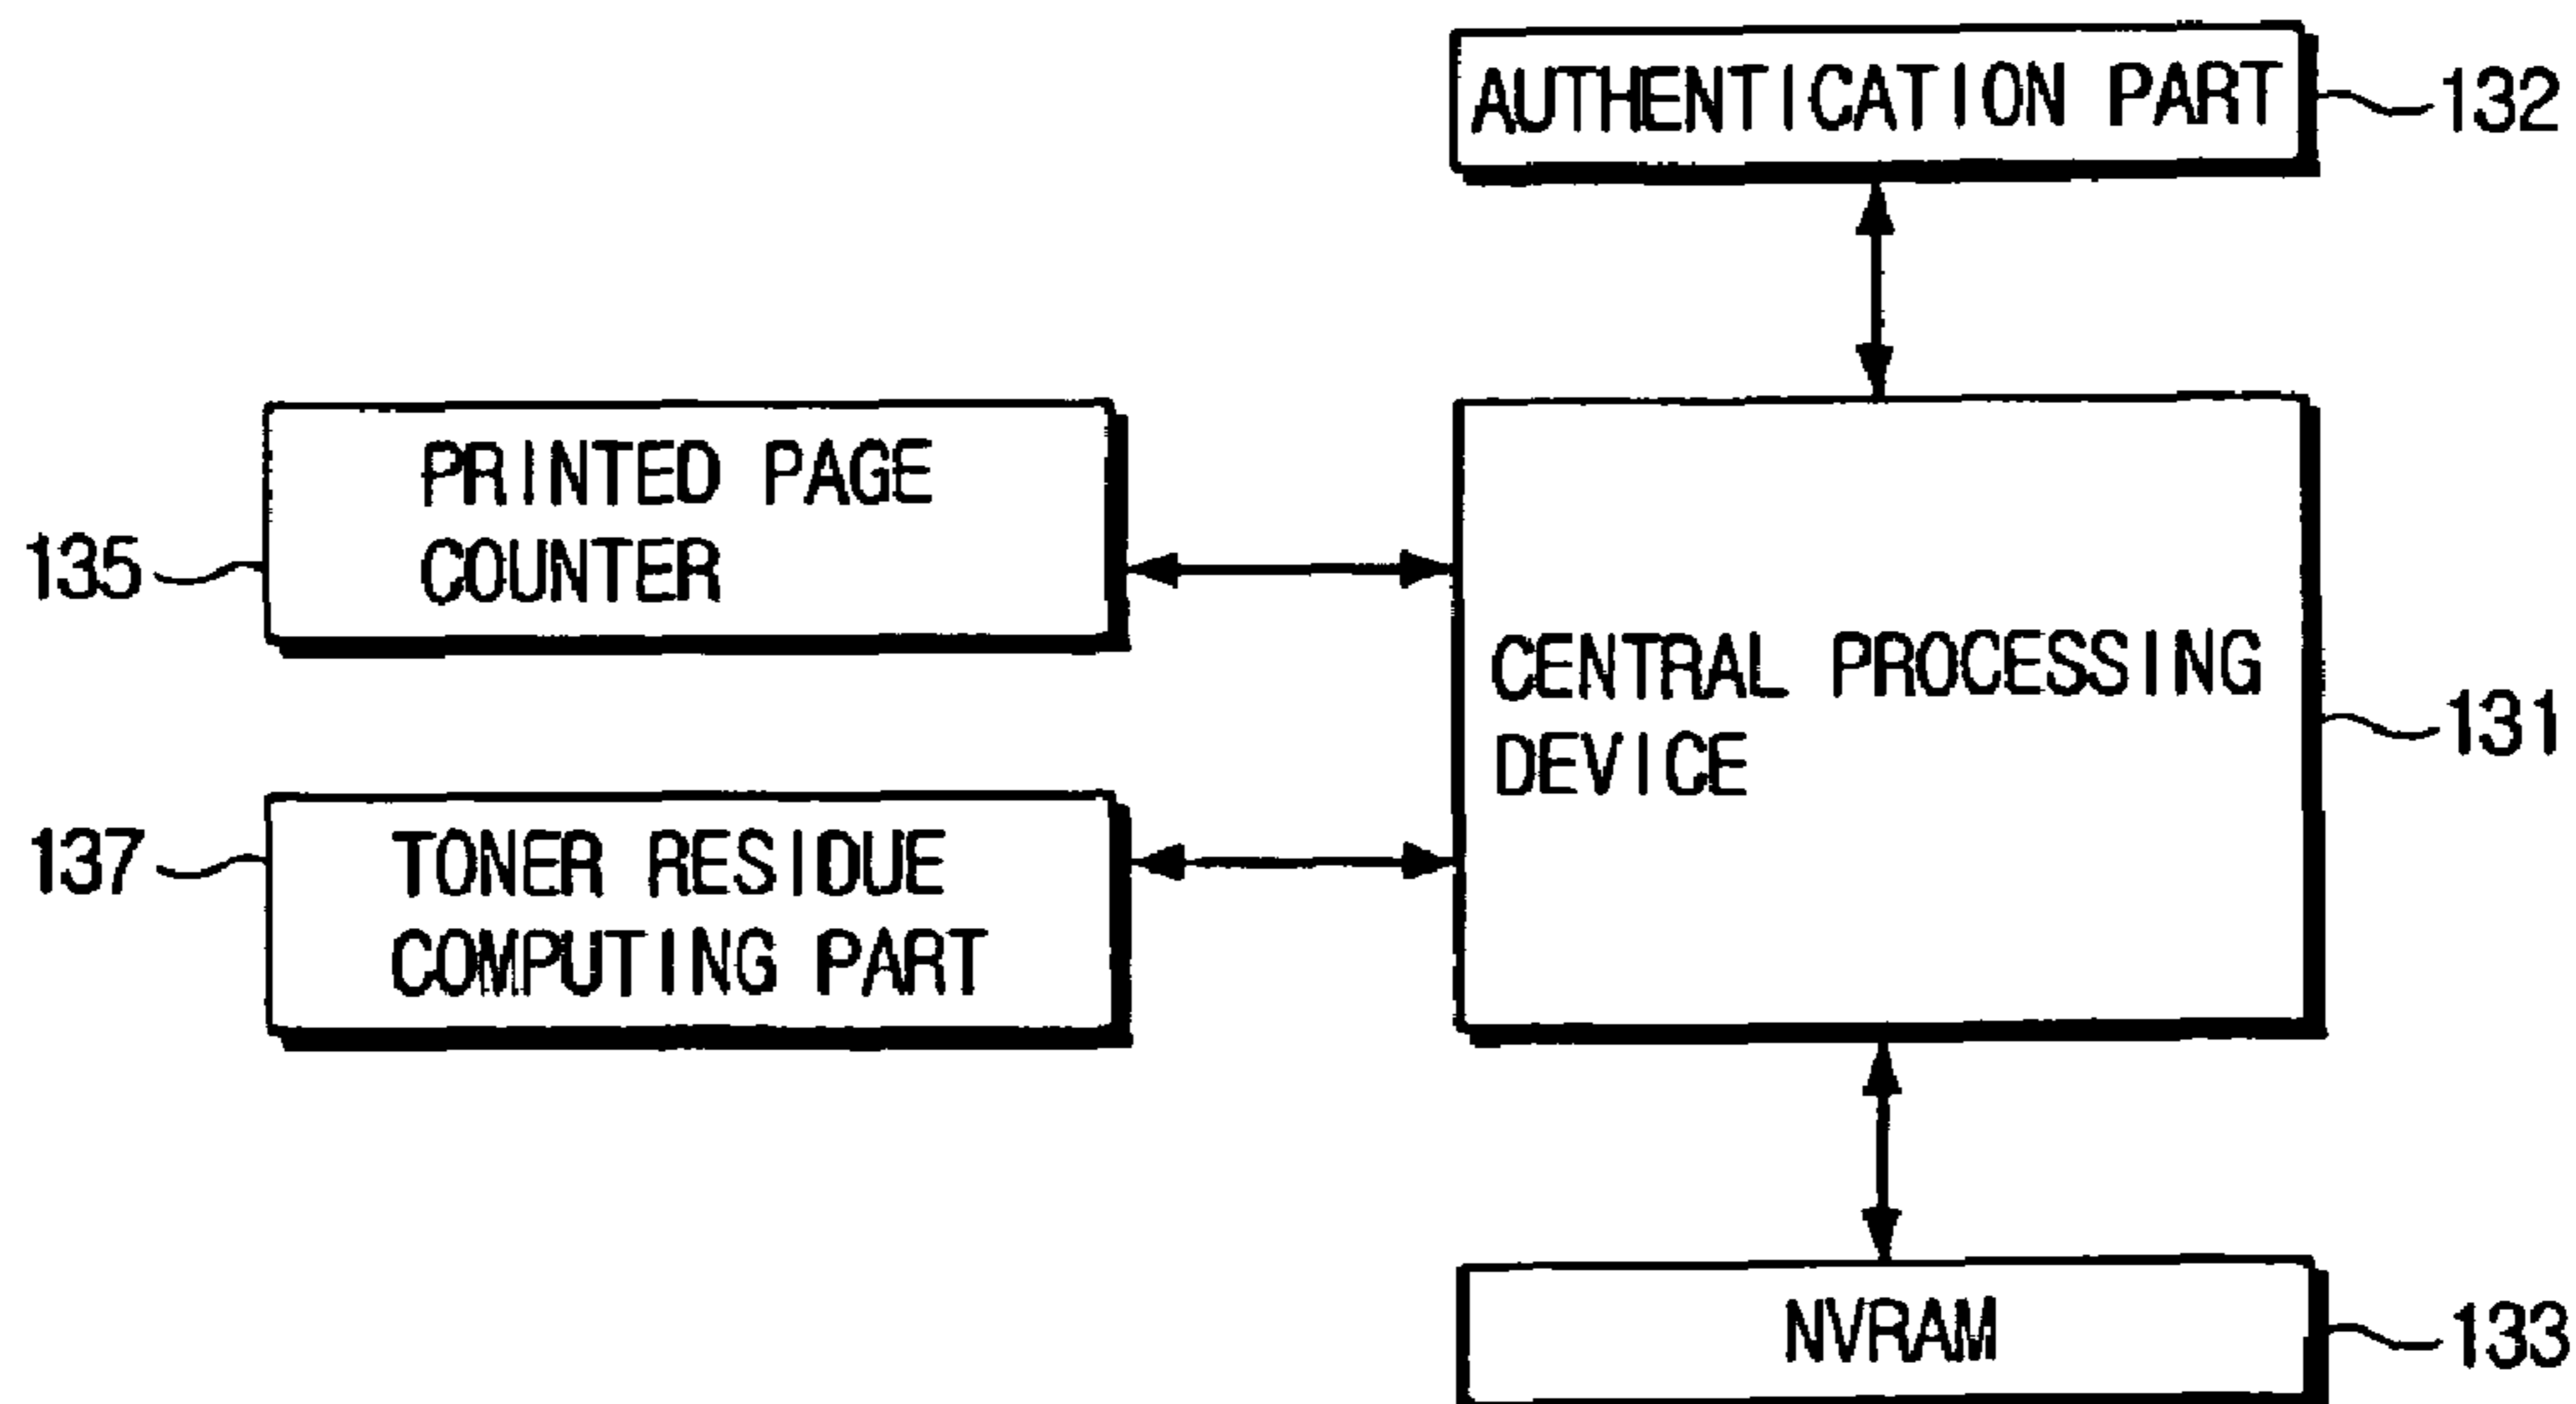 AUTHENTICATION PART
132
PRINTED PAGE
COUNTER
135
CENTRAL PROCESSING
DEVICE
131
TONER RESIDUE
COMPUTING PART
137
NVRAM
133